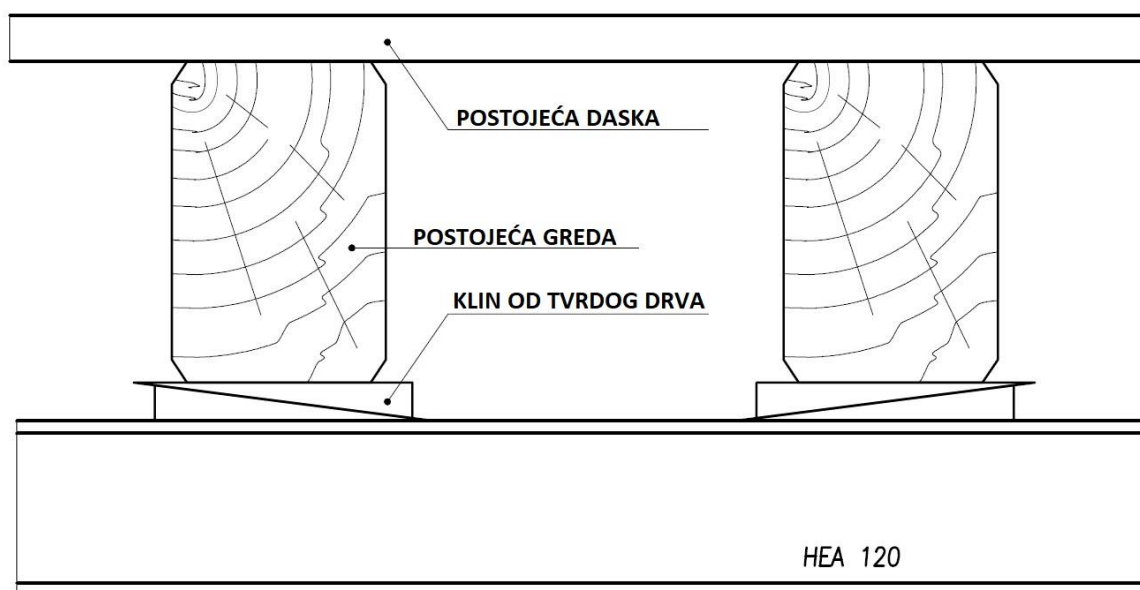 POSTOJEĆA DASKA
POSTOJEĆA GREDA
KLIN OD TVRDOG DRVA
HEA 120